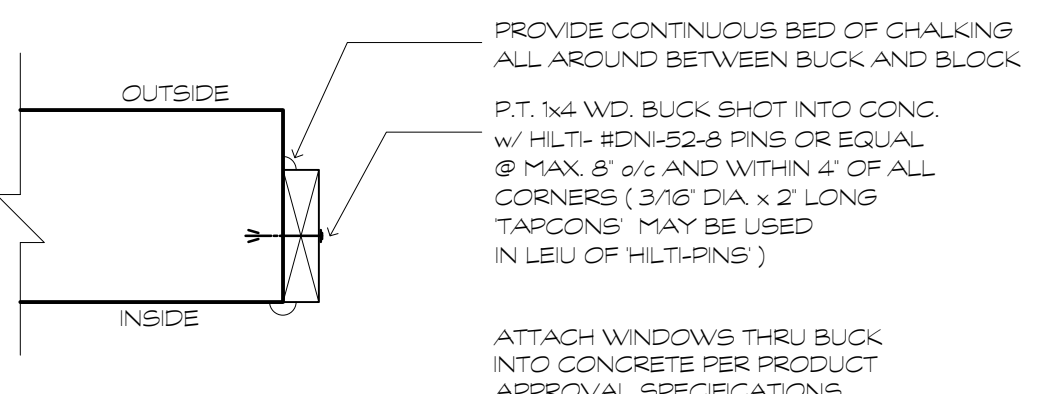 PROVIDE CONTINUOUS BED OF CHALKING
ALL AROUND BETWEEN BUCK AND BLOCK
OUTSIDE
P.T. 1x4 WD. BUCK SHOT INTO CONC.
w/ HILTI- #DNI-52-8 PINS OR EQUAL
@ MAX. 8" o/c AND WITHIN 4" OF ALL
CORNERS ( 3/16" DIA. x 2" LONG
'TAPCONS' MAY BE USED
IN LEIU OF 'HILTI-PINS' )
INSIDE
ATTACH WINDOWS THRU BUCK
INTO CONCRETE PER PRODUCT
APPROVAL SPECIFICATIONS